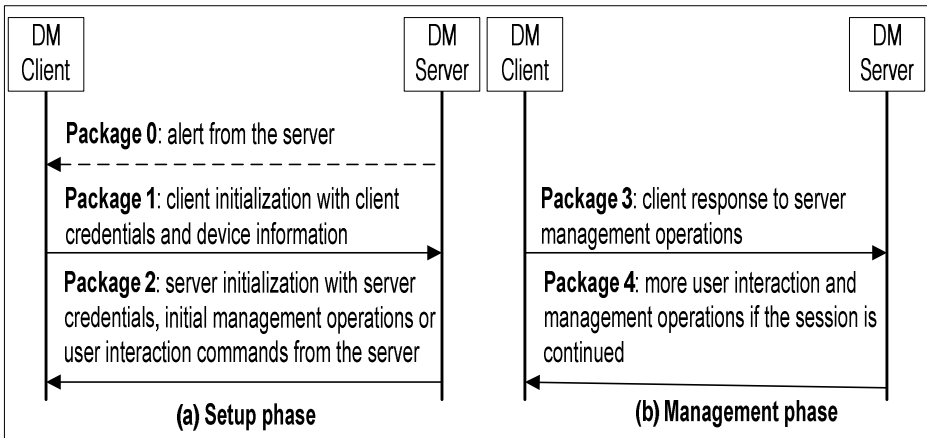 DM
Client
DM
Server
Package 0: alert from the server
Package 1: client initialization with client
credentials and device information
Package 2: server initialization with server
credentials, initial management operations or
user interaction commands from the server
(a) Setup phase
DM
Client
DM
Server
Package 3: client response to server
management operations
Package 4: more user interaction and
management operations if the session is
continued
(b) Management phase